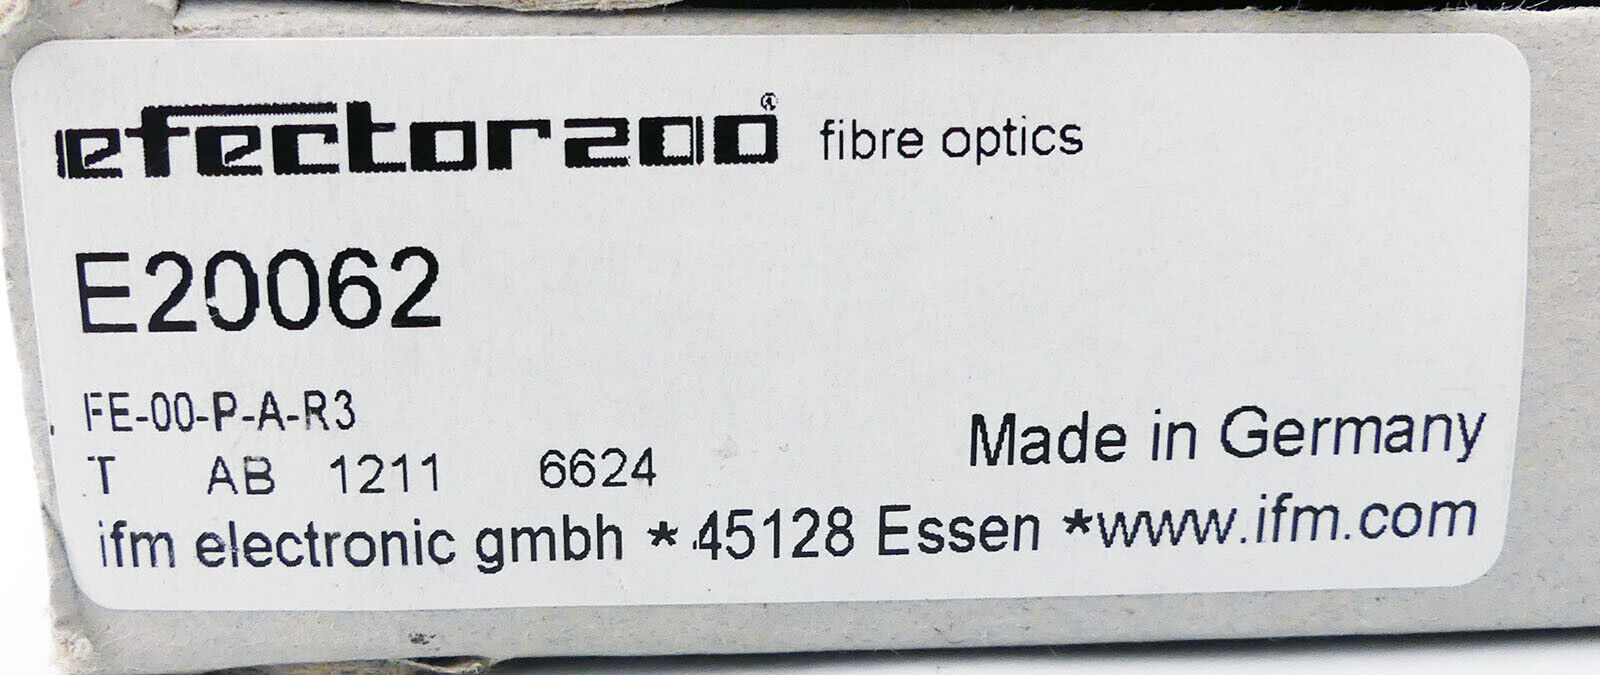 efector200® fibre optics
E20062
FE-00-P-A-R3
T AB 1211 6624
Made in Germany
ifm electronic gmbh * 45128 Essen *www.ifm.com